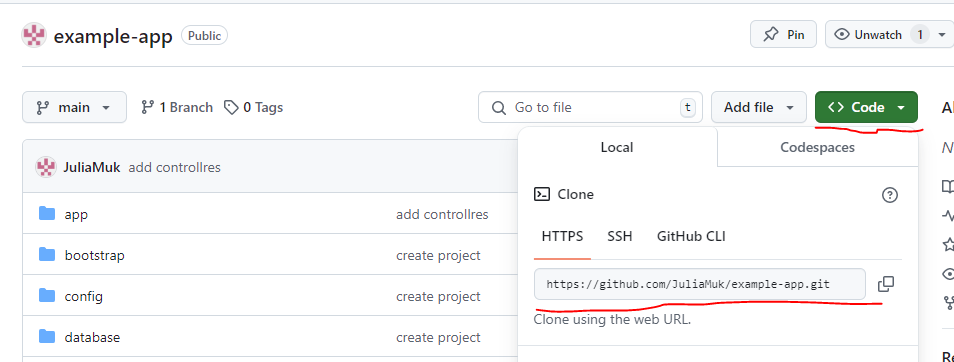 example-app Public Pin Unwatch 1
main 1 Branch 0 Tags Go to file t Add file <> Code
Local Codespaces
JuliaMuk add controllres
Clone
app add controllres
HTTPS SSH GitHub CLI
bootstrap create project
https://github.com/JuliaMuk/example-app.git
config create project
Clone using the web URL.
database create project